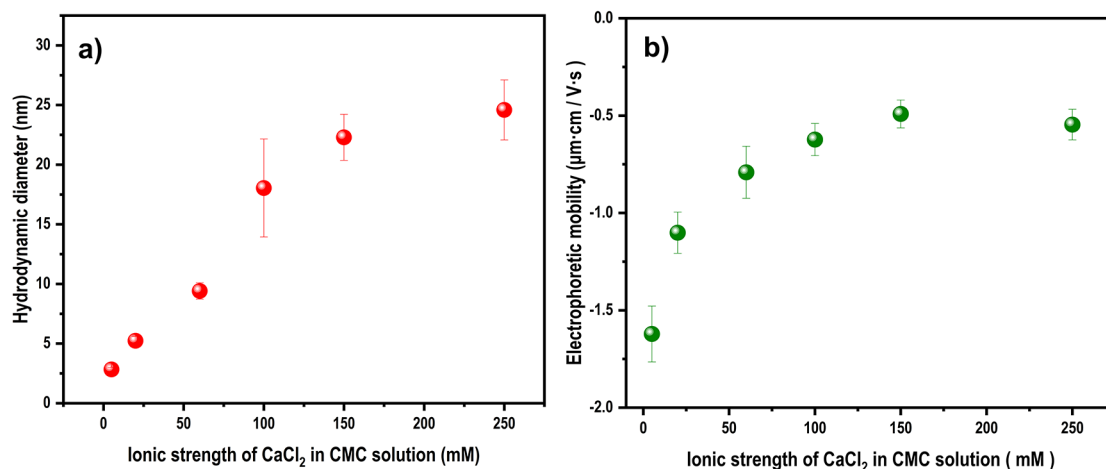 a)
Hydrodynamic diameter (nm)
30
25
20
15
10
5
0
0 50 100 150 200 250
Ionic strength of CaCl₂ in CMC solution (mM)
b)
Electrophoretic mobility (µm·cm / V·s )
0.0
-0.5
-1.0
-1.5
-2.0
0 50 100 150 200 250
Ionic strength of CaCl₂ in CMC solution ( mM )